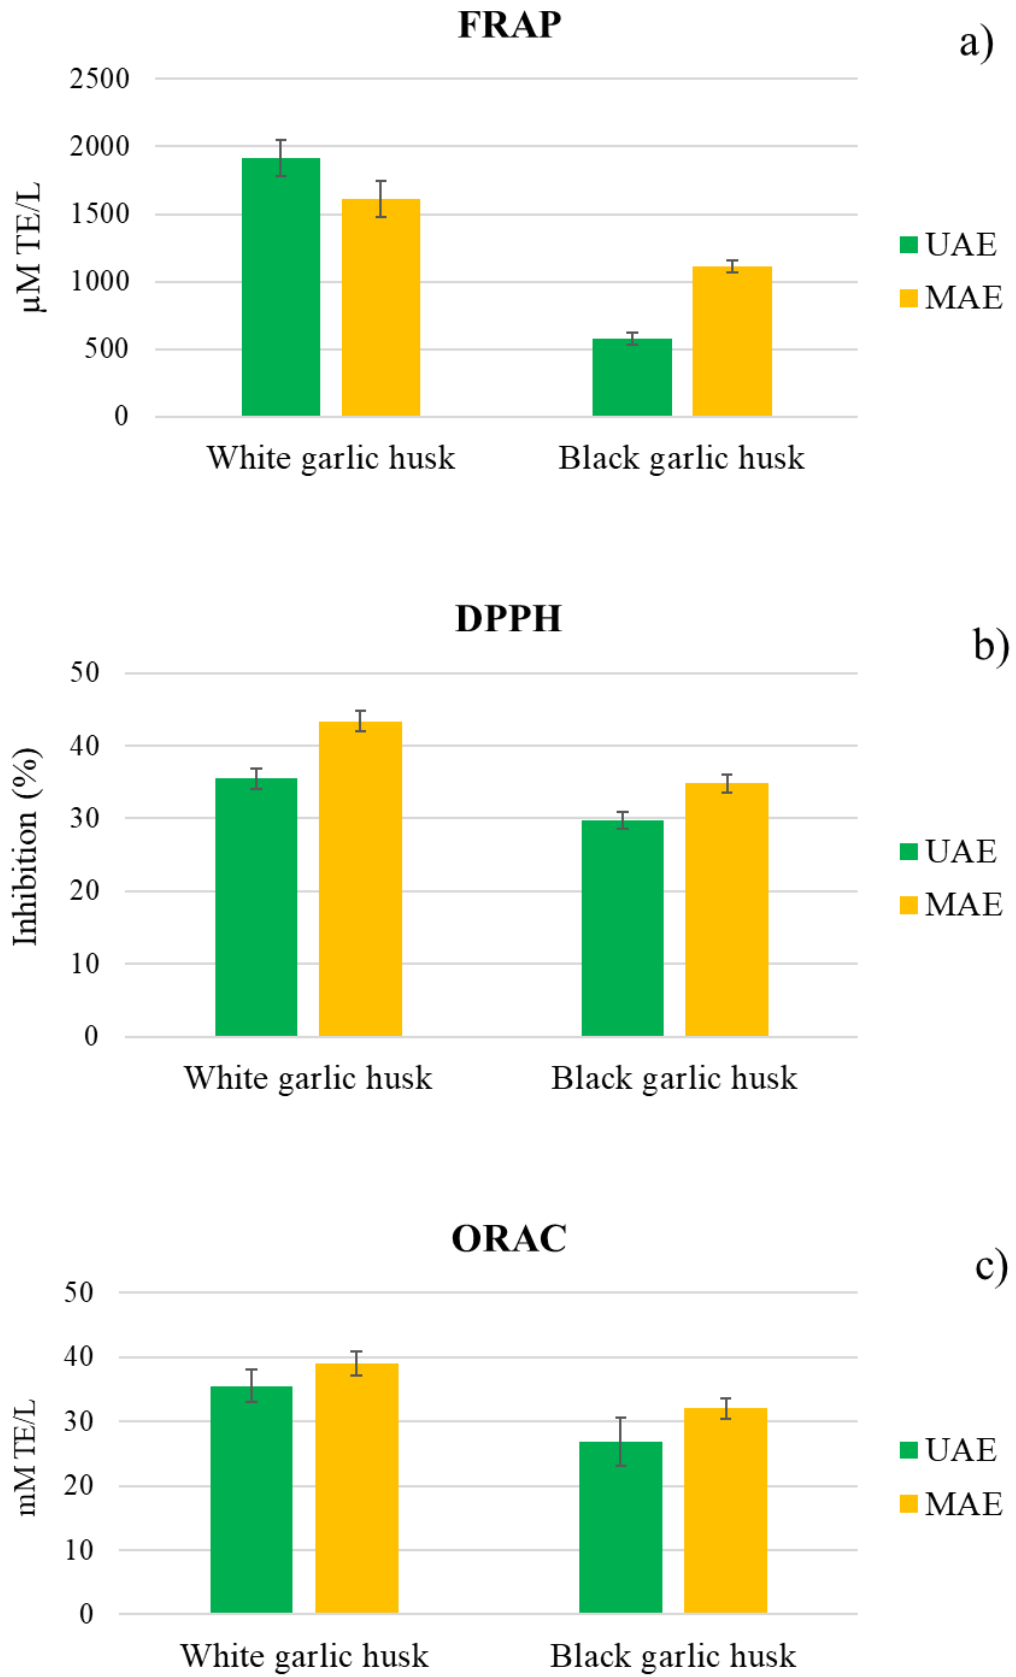 FRAP
a)
2500
2000
1500
1000
500
0
µM TE/L
White garlic husk
Black garlic husk
UAE
MAE
DPPH
b)
50
40
30
20
10
0
Inhibition (%)
White garlic husk
Black garlic husk
UAE
MAE
ORAC
c)
50
40
30
20
10
0
mM TE/L
White garlic husk
Black garlic husk
UAE
MAE